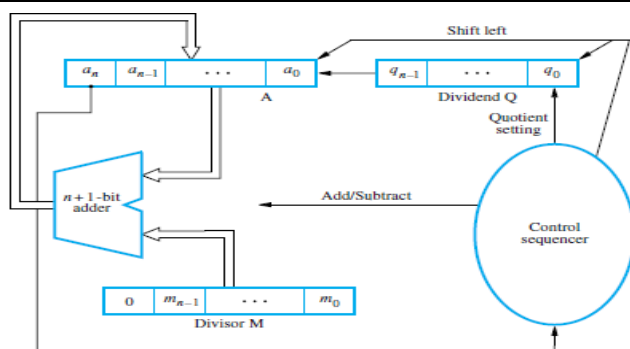 Shift left
aₙ aₙ₋₁ ··· a₀ qₙ₋₁ ··· q₀
A Dividend Q
Quotient
setting
n + 1-bit
adder
Add/Subtract
Control
sequencer
0 mₙ₋₁ ··· m₀
Divisor M